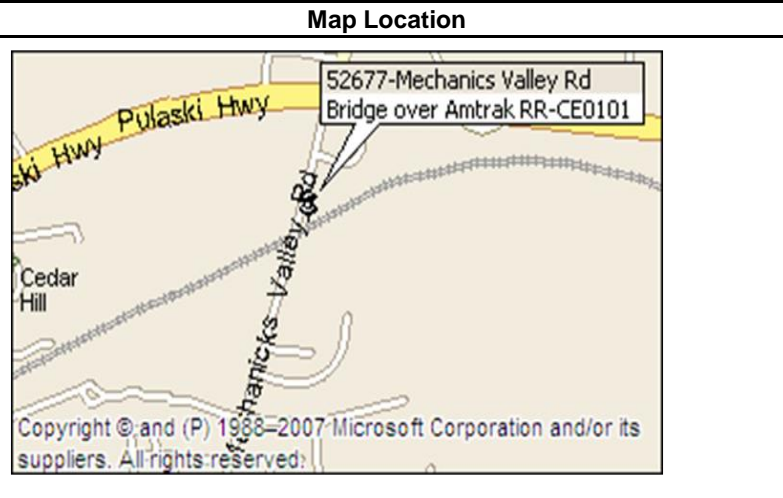 Map Location
52677-Mechanics Valley Rd
Bridge over Amtrak RR-CE0101
Pulaski Hwy
ski Hwy
Mechanicks Valley Rd
Cedar
Hill
Copyright © and (P) 1988–2007 Microsoft Corporation and/or its
suppliers. All rights reserved.